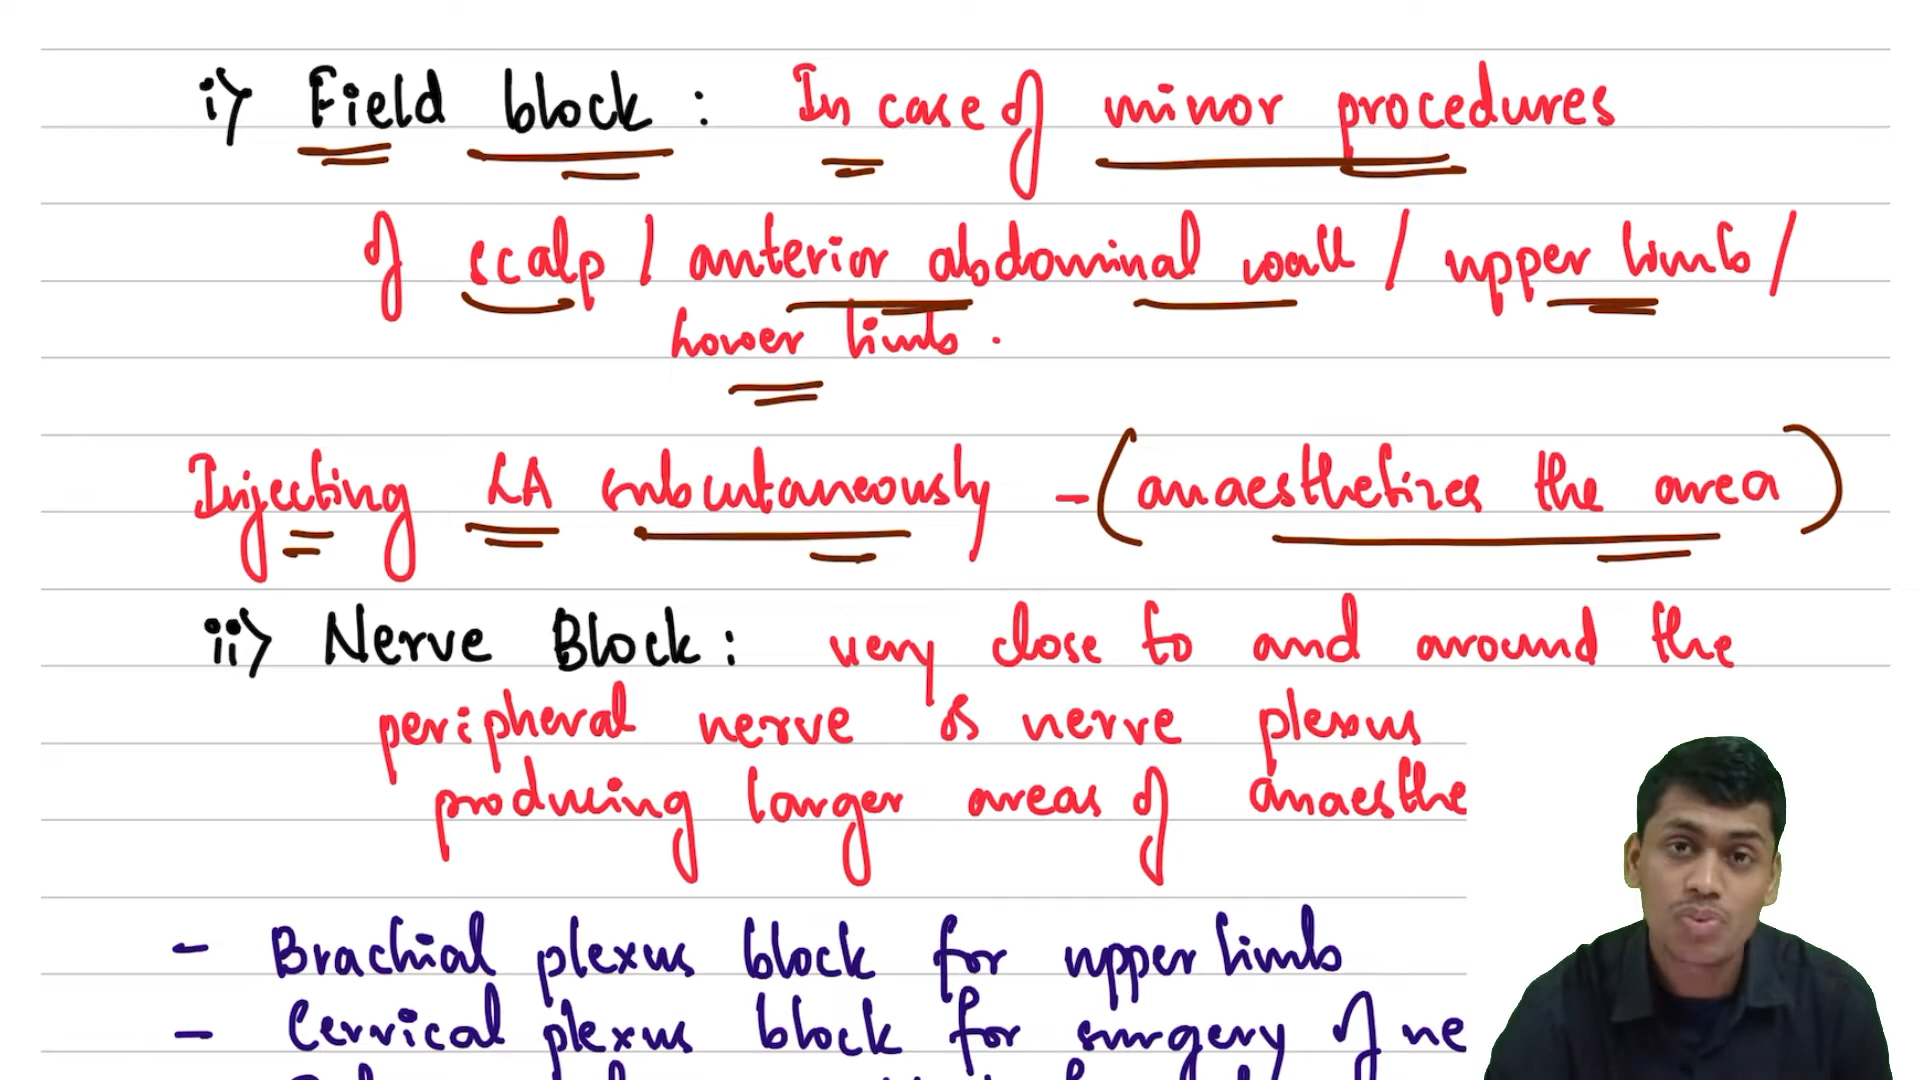 i) Field block : In case of minor procedures
of scalp / anterior abdominal wall / upper limb /
Lower limb.
Injecting LA subcutaneously - (anaesthetizes the area)
ii) Nerve Block : very close to and around the
peripheral nerve or nerve plexus
producing larger areas of anaesthe
- Brachial plexus block for upper limb
- Cervical plexus block for surgery of ne